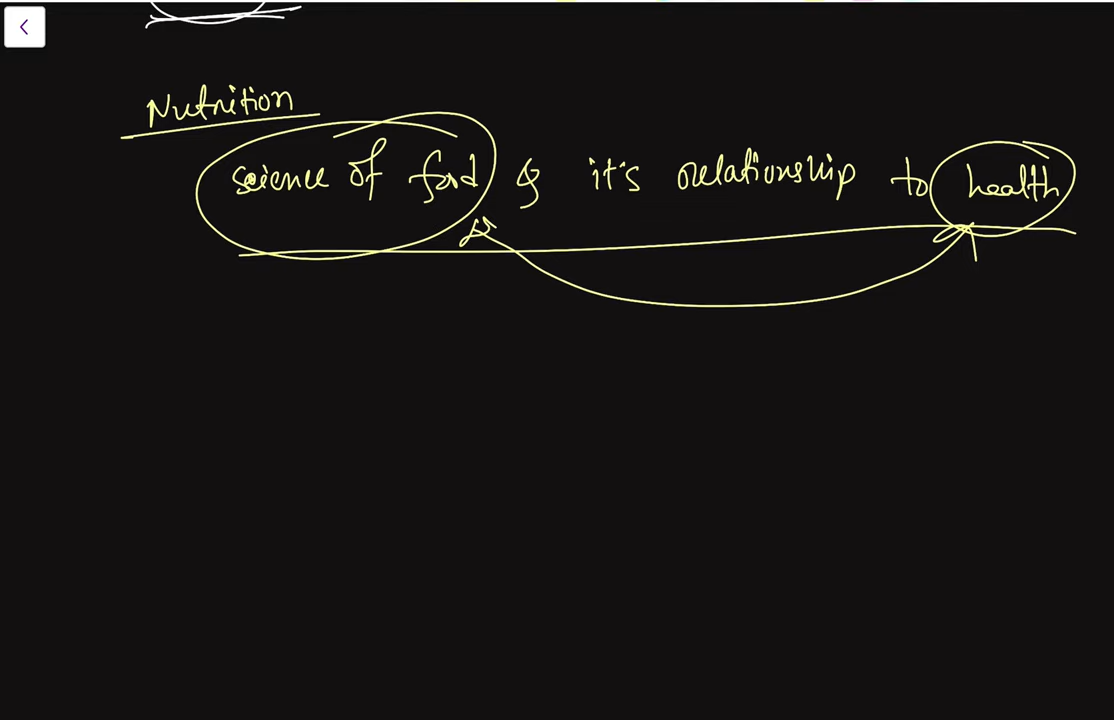 Nutrition
science of food & it's relationship to health